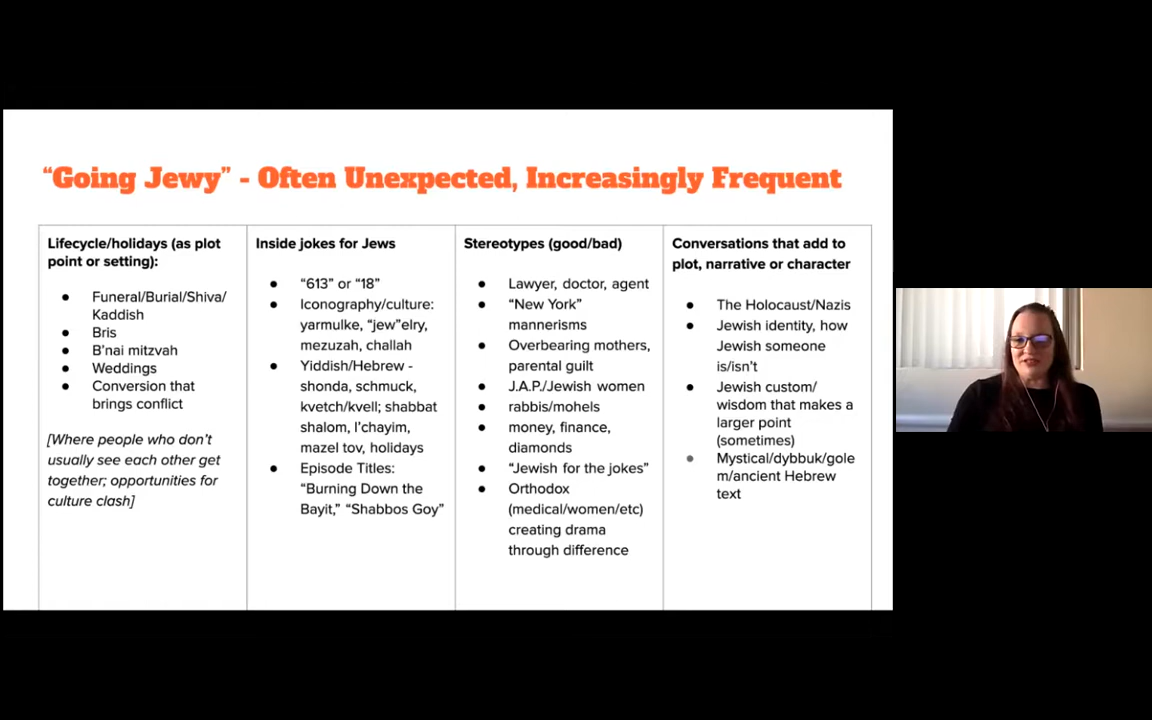 “Going Jewy” - Often Unexpected, Increasingly Frequent
Lifecycle/holidays (as plot
point or setting):
● Funeral/Burial/Shiva/
Kaddish
● Bris
● B’nai mitzvah
● Weddings
● Conversion that
brings conflict
[Where people who don’t
usually see each other get
together; opportunities for
culture clash]
Inside jokes for Jews
● “613” or “18”
● Iconography/culture:
yarmulke, “jew”elry,
mezuzah, challah
● Yiddish/Hebrew -
shonda, schmuck,
kvetch/kvell; shabbat
shalom, l’chayim,
mazel tov, holidays
● Episode Titles:
“Burning Down the
Bayit,” “Shabbos Goy”
Stereotypes (good/bad)
● Lawyer, doctor, agent
● “New York”
mannerisms
● Overbearing mothers,
parental guilt
● J.A.P./Jewish women
● rabbis/mohels
● money, finance,
diamonds
● “Jewish for the jokes”
● Orthodox
(medical/women/etc)
creating drama
through difference
Conversations that add to
plot, narrative or character
● The Holocaust/Nazis
● Jewish identity, how
Jewish someone
is/isn’t
● Jewish custom/
wisdom that makes a
larger point
(sometimes)
● Mystical/dybbuk/gole
m/ancient Hebrew
text